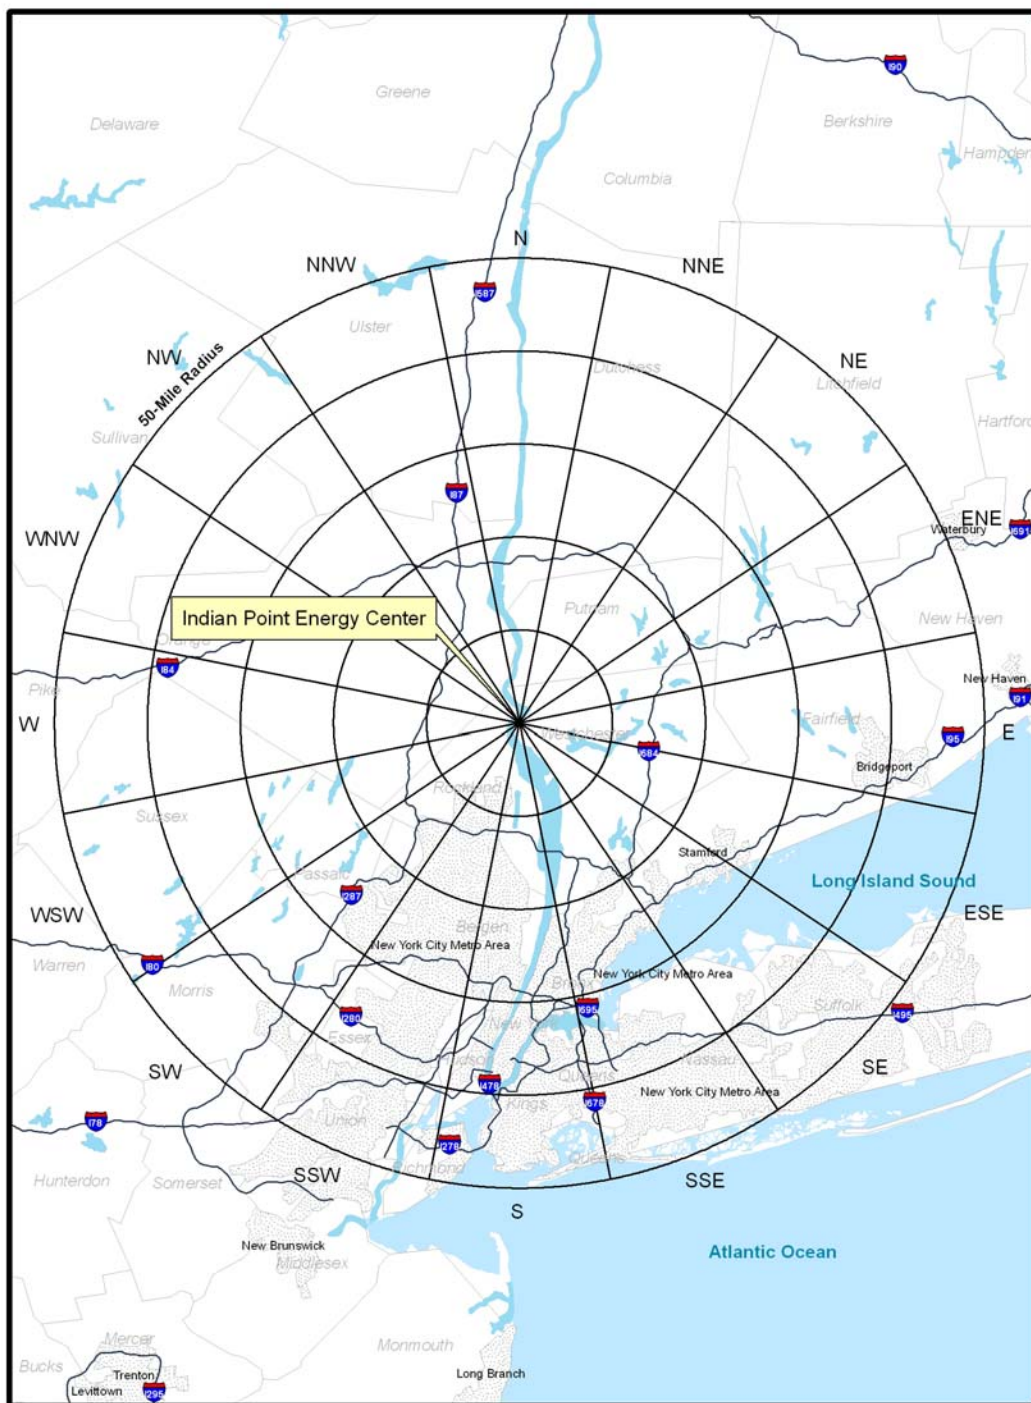 I90
Greene
Berkshire
Delaware
Hampden
Columbia
N
NNW
NNE
I587
Ulster
NW
NE
Dutchess
50-Mile Radius
Litchfield
Hartford
Sullivan
I87
ENE
Waterbury
I691
WNW
Putnam
Indian Point Energy Center
New Haven
Orange
I84
Pike
New Haven
I91
W
Fairfield
E
Westchester
I95
I684
Bridgeport
Rockland
Sussex
Stamford
Passaic
Long Island Sound
I287
WSW
ESE
Bergen
New York City Metro Area
Warren
I80
New York City Metro Area
Bronx
Morris
Suffolk
I695
I495
I280
New
Essex
Hudson
Nassau
SW
SE
Queens
I478
New York City Metro Area
Kings
I678
I78
Union
I278
Queens
Richmond
SSW
SSE
Hunterdon
Somerset
S
New Brunswick
Atlantic Ocean
Middlesex
Mercer
Monmouth
Bucks
Trenton
Long Branch
Levittown
I295